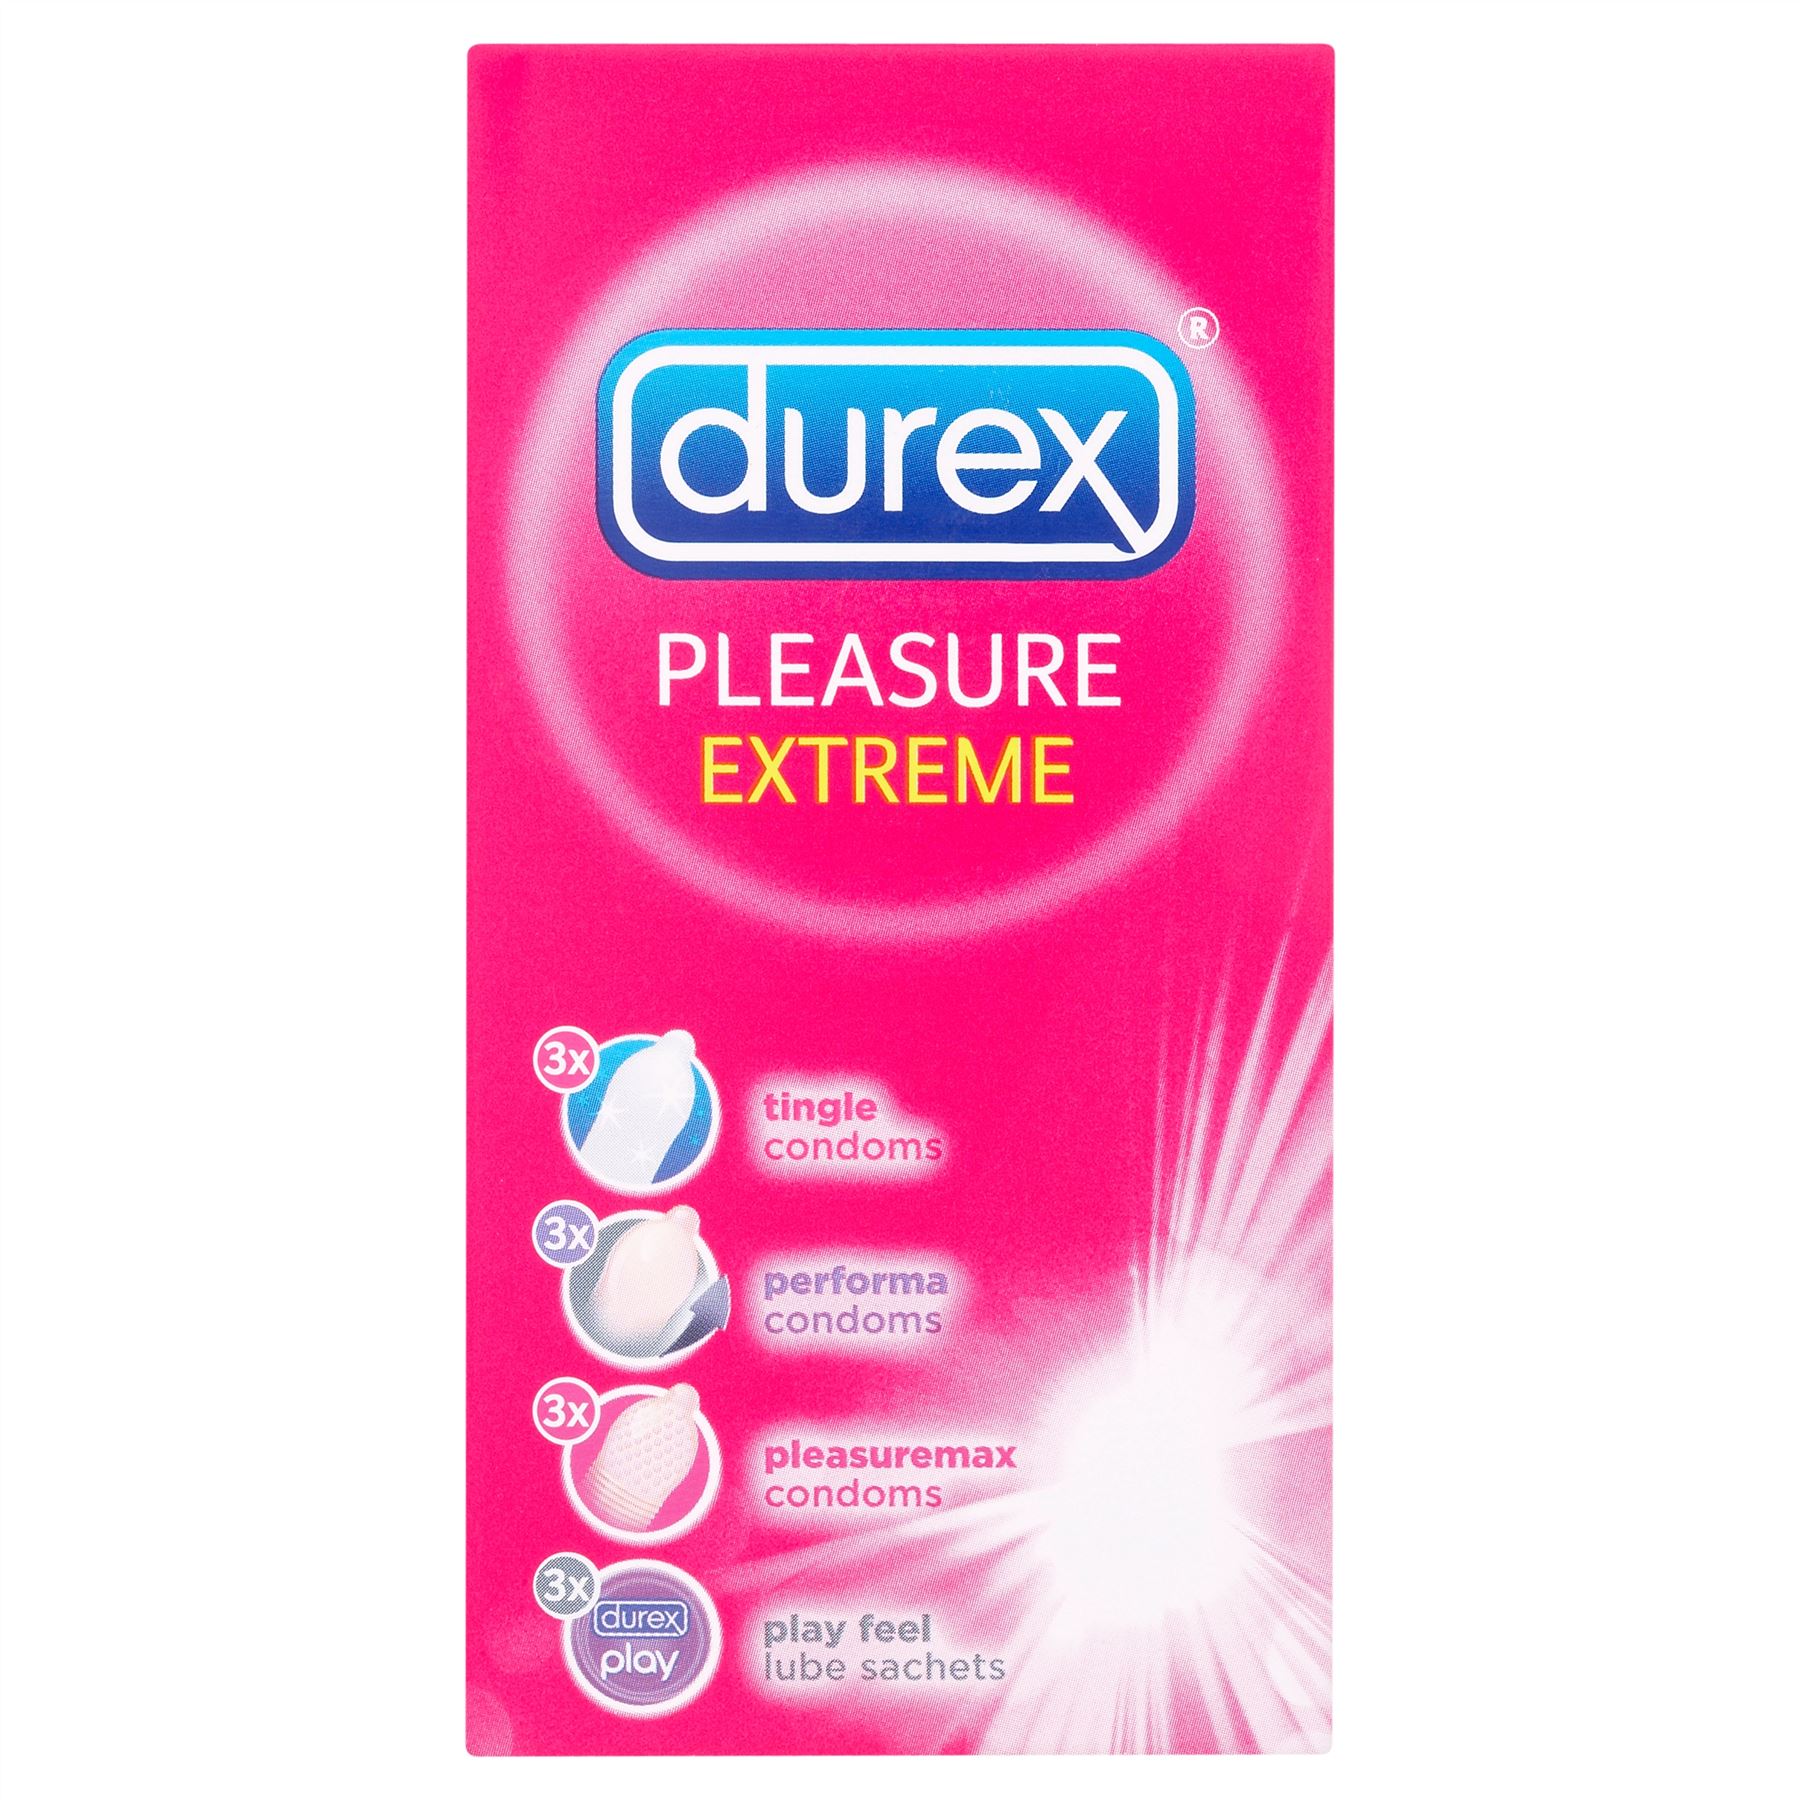 durex®
PLEASURE
EXTREME
3x
tingle
condoms
3x
performa
condoms
3x
pleasuremax
condoms
3x
durex
play
play feel
lube sachets